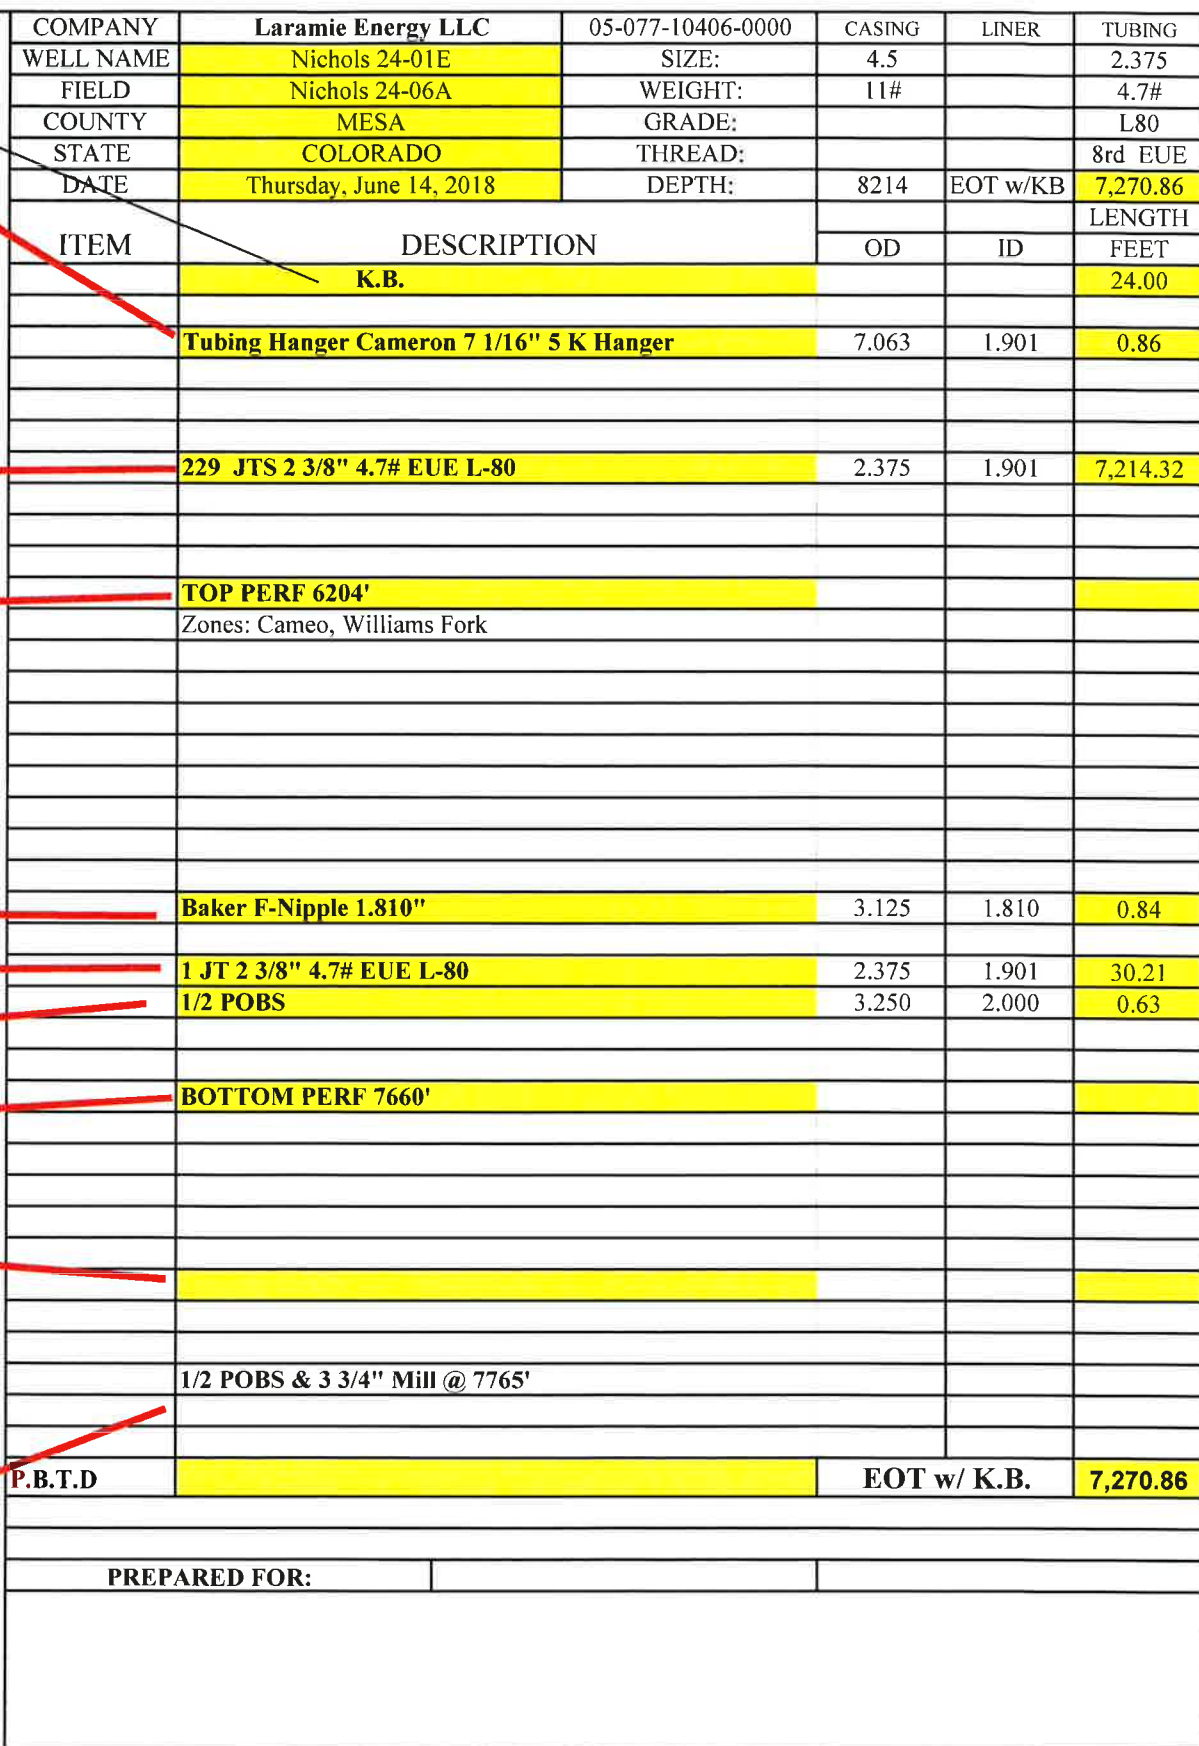 COMPANY Laramie Energy LLC 05-077-10406-0000 CASING LINER TUBING
WELL NAME Nichols 24-01E SIZE: 4.5 2.375
FIELD Nichols 24-06A WEIGHT: 11# 4.7#
COUNTY MESA GRADE: L80
STATE COLORADO THREAD: 8rd EUE
DATE Thursday, June 14, 2018 DEPTH: 8214 EOT w/KB 7,270.86
LENGTH
ITEM DESCRIPTION OD ID FEET
K.B. 24.00
Tubing Hanger Cameron 7 1/16" 5 K Hanger 7.063 1.901 0.86
229 JTS 2 3/8" 4.7# EUE L-80 2.375 1.901 7,214.32
TOP PERF 6204'
Zones: Cameo, Williams Fork
Baker F-Nipple 1.810" 3.125 1.810 0.84
1 JT 2 3/8" 4.7# EUE L-80 2.375 1.901 30.21
1/2 POBS 3.250 2.000 0.63
BOTTOM PERF 7660'
1/2 POBS & 3 3/4" Mill @ 7765'
P.B.T.D EOT w/ K.B. 7,270.86
PREPARED FOR: